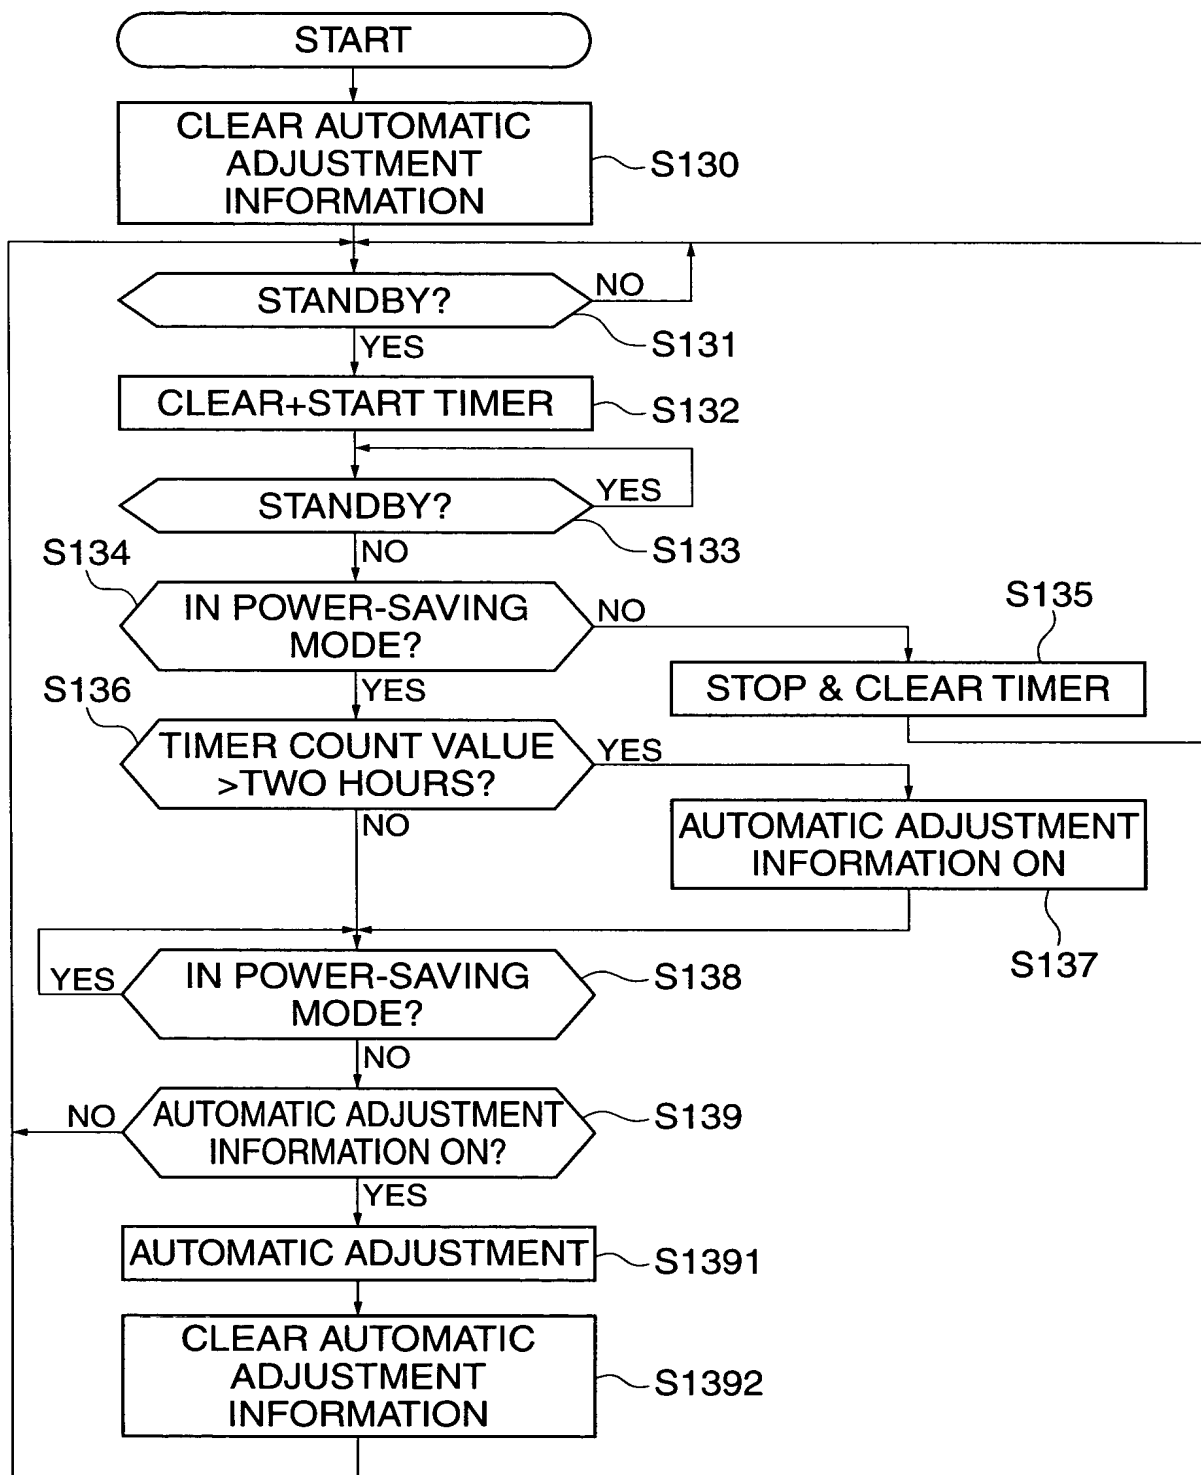 START
CLEAR AUTOMATIC
ADJUSTMENT
INFORMATION
S130
STANDBY?
NO
S131
YES
CLEAR+START TIMER
S132
STANDBY?
YES
S133
NO
S134
IN POWER-SAVING
MODE?
NO
S135
STOP & CLEAR TIMER
YES
S136
TIMER COUNT VALUE
>TWO HOURS?
YES
NO
AUTOMATIC ADJUSTMENT
INFORMATION ON
S137
YES
IN POWER-SAVING
MODE?
S138
NO
NO
AUTOMATIC ADJUSTMENT
INFORMATION ON?
S139
YES
AUTOMATIC ADJUSTMENT
S1391
CLEAR AUTOMATIC
ADJUSTMENT
INFORMATION
S1392